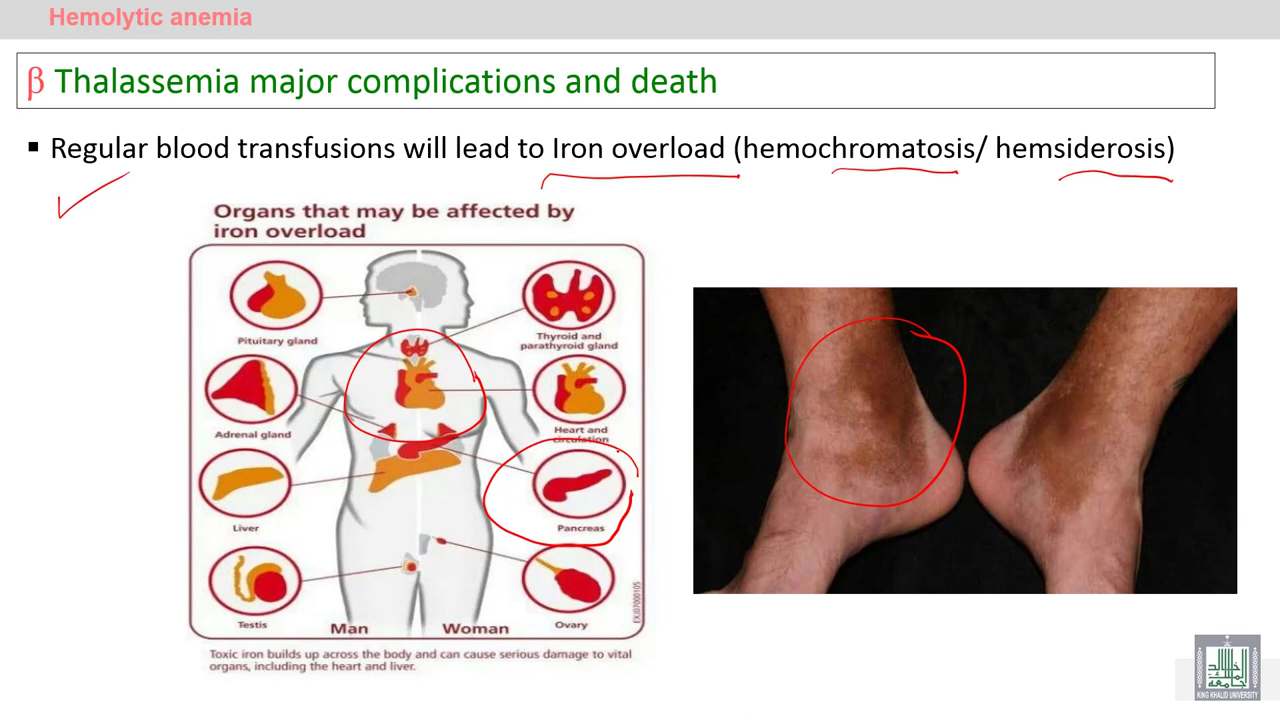 Hemolytic anemia
β Thalassemia major complications and death
▪ Regular blood transfusions will lead to Iron overload (hemochromatosis/ hemsiderosis)
Organs that may be affected by
iron overload
Pituitary gland
Thyroid and
parathyroid gland
Adrenal gland
Heart and
circulation
Liver
Pancreas
Testis
Man
Woman
Ovary
Toxic iron builds up across the body and can cause serious damage to vital
organs, including the heart and liver.
KING KHALID UNIVERSITY